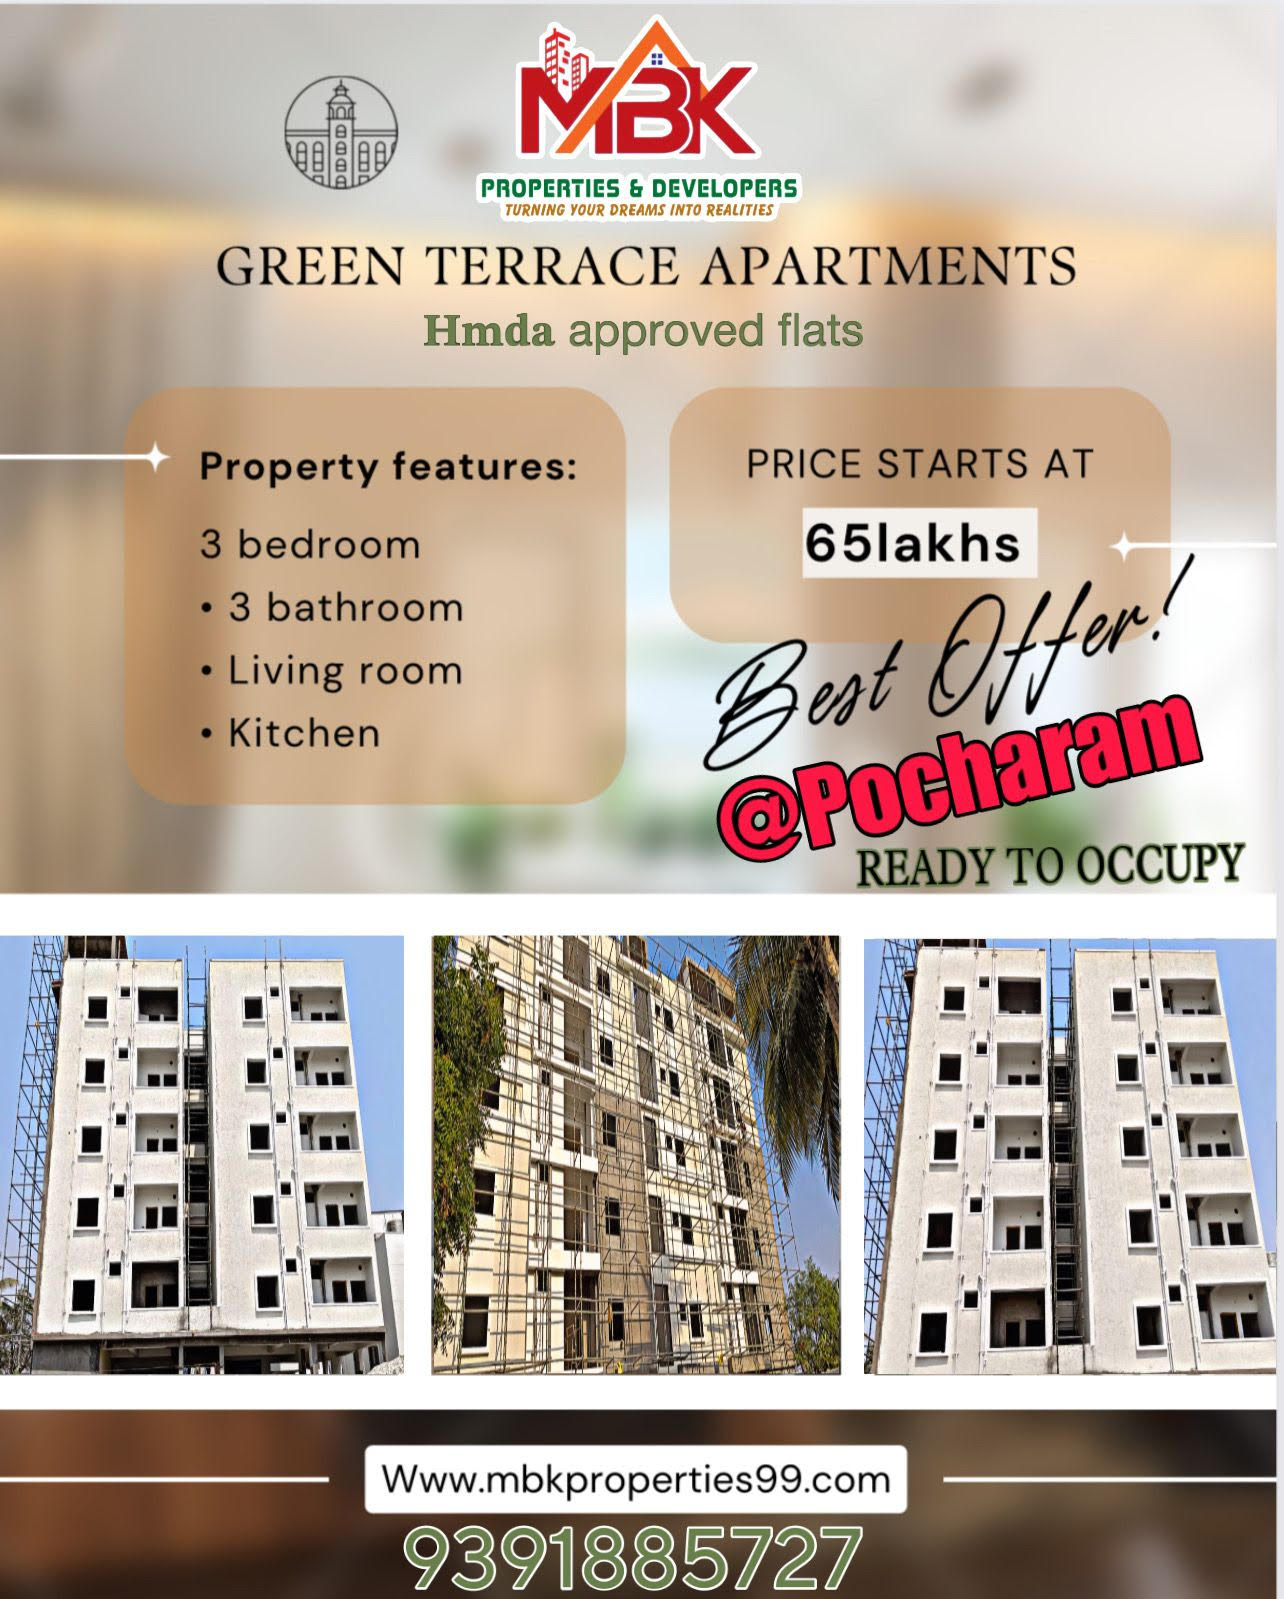 MBK
PROPERTIES & DEVELOPERS
TURNING YOUR DREAMS INTO REALITIES
GREEN TERRACE APARTMENTS
Hmda approved flats
Property features:
3 bedroom
• 3 bathroom
• Living room
• Kitchen
PRICE STARTS AT
65lakhs
Best Offer!
@Pocharam
READY TO OCCUPY
Www.mbkproperties99.com
9391885727